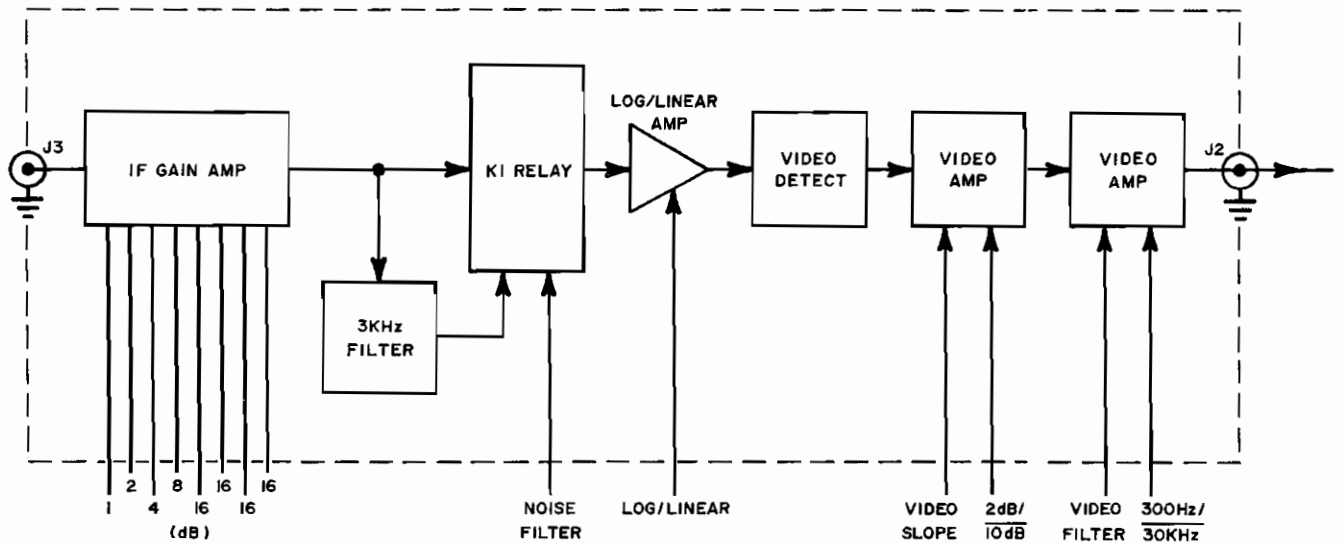 LOG/LINEAR
AMP
J3
IF GAIN AMP
K1 RELAY
VIDEO
DETECT
VIDEO
AMP
VIDEO
AMP
J2
3KHz
FILTER
1 2 4 8 16 16 16 16
(dB)
NOISE
FILTER
LOG/LINEAR
VIDEO
SLOPE
2dB/
10dB
VIDEO
FILTER
300Hz/
30KHz